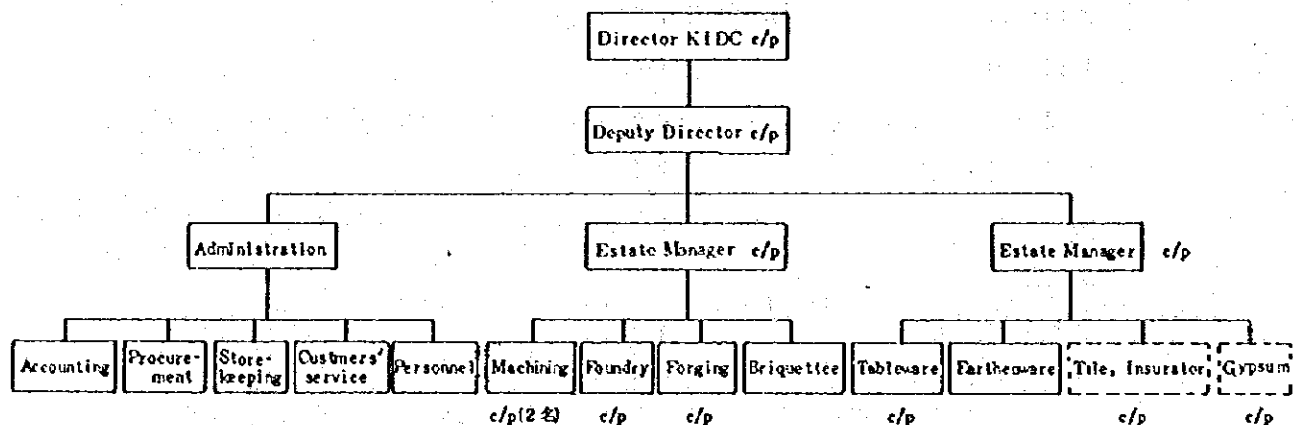 Director KIDC c/p
Deputy Director c/p
Administration
Estate Manager c/p
Estate Manager c/p
Accounting
Procure-
ment
Store-
keeping
Custmers'
service
Personnel
Machining
Foundry
Forging
Briquettee
Tableware
Eartheoware
Tile, Insurator
Gypsum
c/p(2名)
c/p
c/p
c/p
c/p
c/p